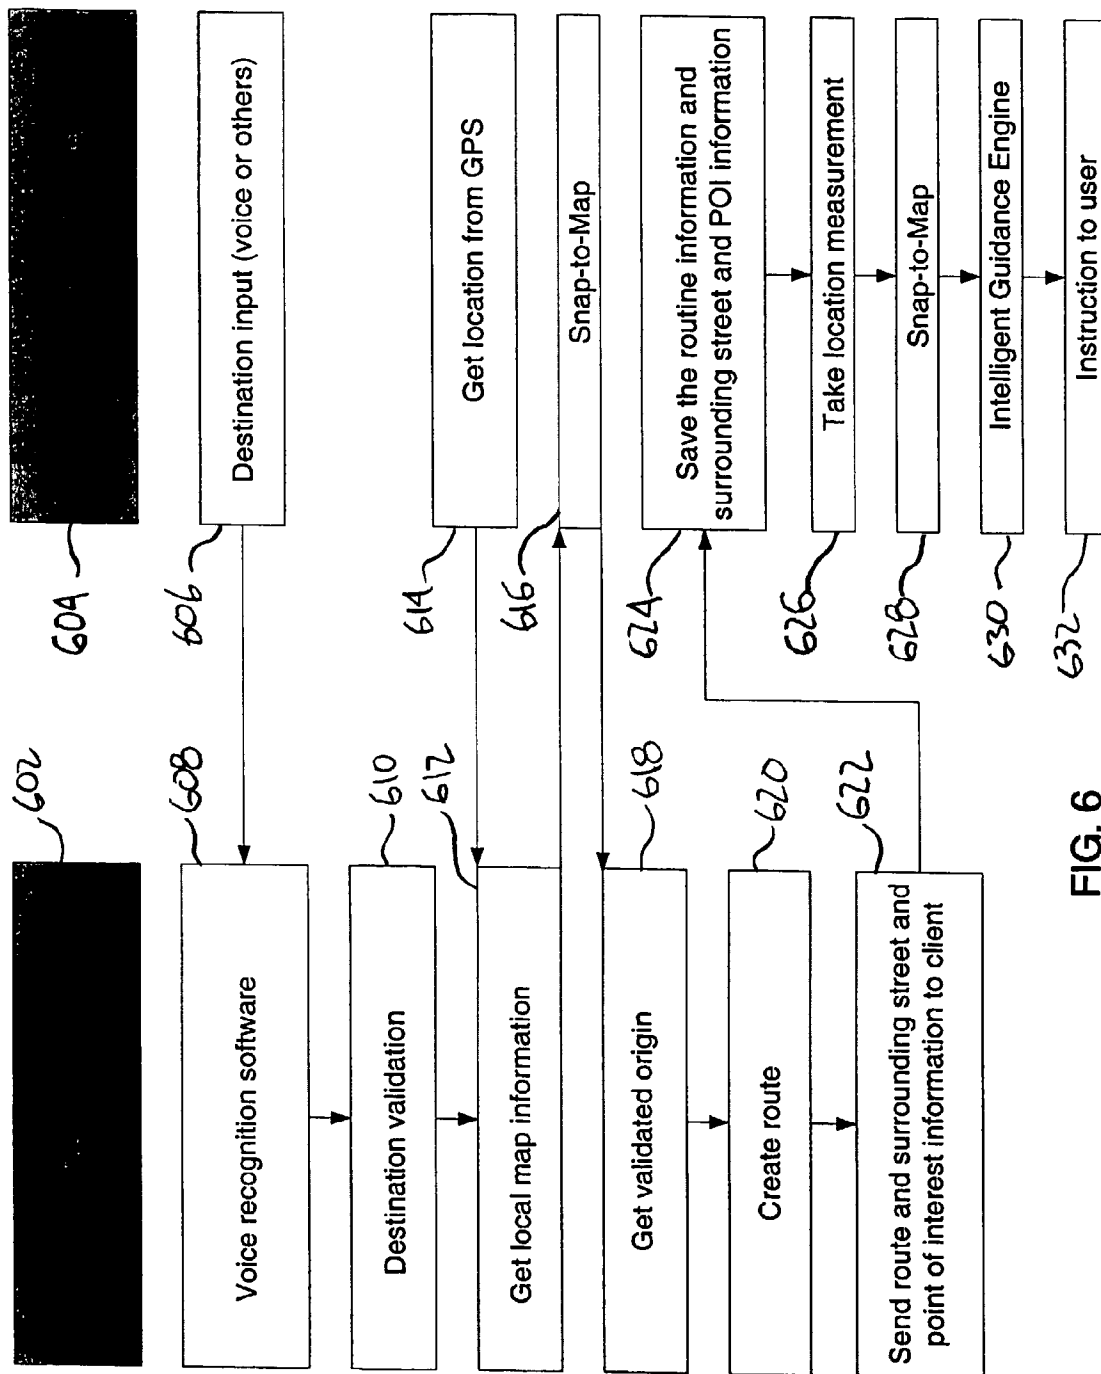 602
604
Voice recognition software
608
Destination input (voice or others)
606
Destination validation
610
Get local map information
612
Get location from GPS
614
Snap-to-Map
616
Get validated origin
618
Create route
620
Send route and surrounding street and
point of interest information to client
622
Save the routine information and
surrounding street and POI information
624
Take location measurement
626
Snap-to-Map
628
Intelligent Guidance Engine
630
Instruction to user
632
FIG. 6